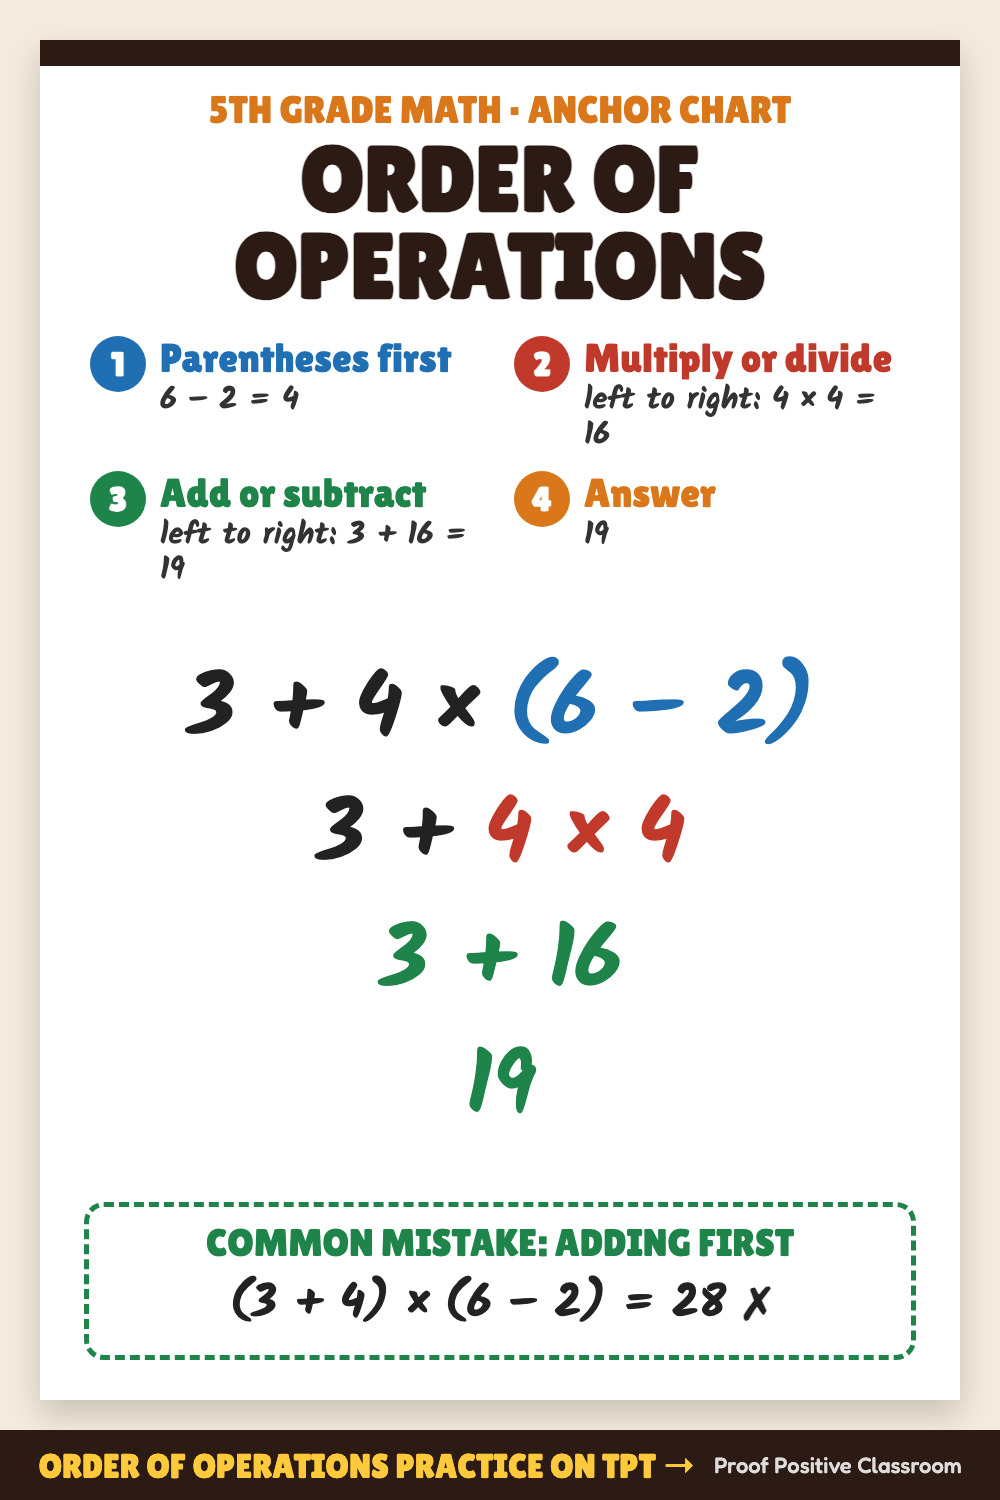 5TH GRADE MATH · ANCHOR CHART
ORDER OF
OPERATIONS
1 Parentheses first
6 − 2 = 4
2 Multiply or divide
left to right: 4 × 4 =
16
3 Add or subtract
left to right: 3 + 16 =
19
4 Answer
19
3 + 4 × (6 − 2)
3 + 4 × 4
3 + 16
19
COMMON MISTAKE: ADDING FIRST
(3 + 4) × (6 − 2) = 28 ✗
ORDER OF OPERATIONS PRACTICE ON TPT → Proof Positive Classroom